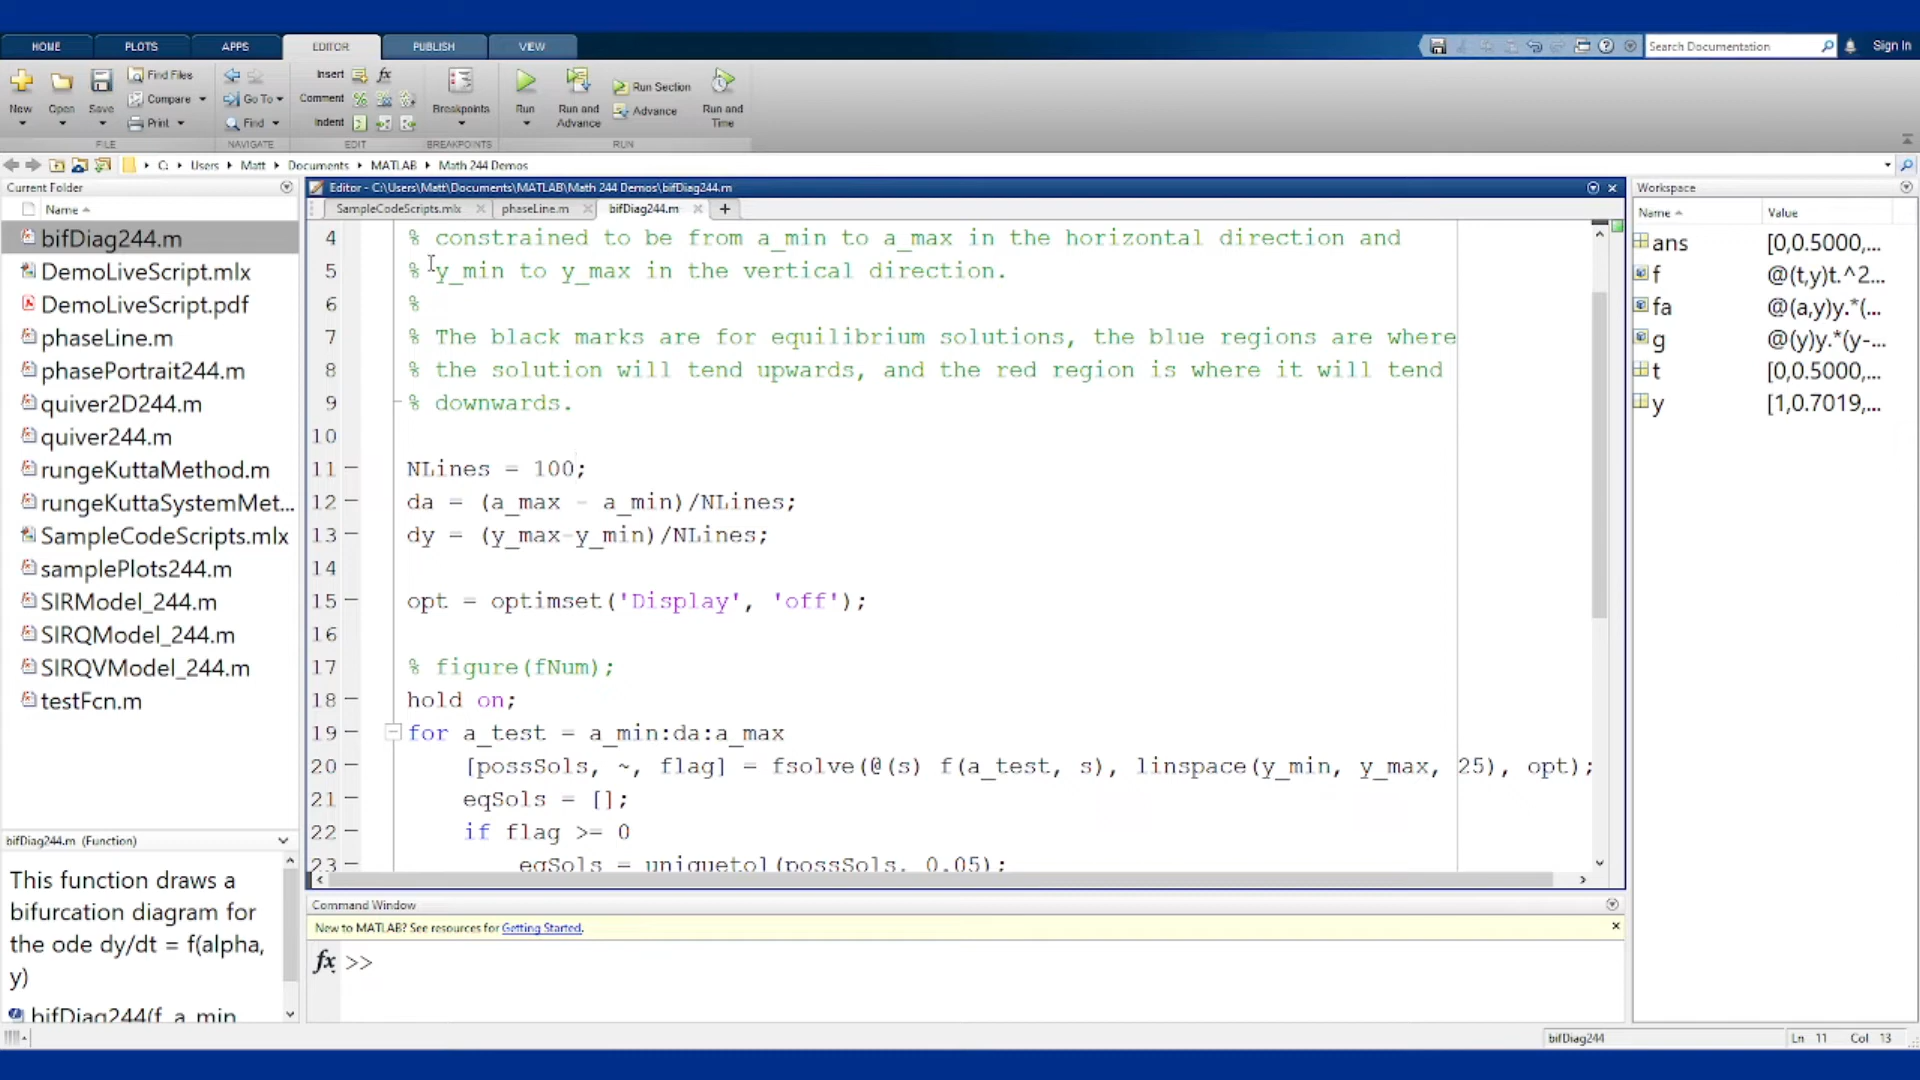 HOME PLOTS APPS EDITOR PUBLISH VIEW
Search Documentation Sign In
New Open Save Find Files Compare Print
Go To Find
Insert fx
Comment
Indent
Breakpoints Run Run and Advance Run Section Advance Run and Time
FILE NAVIGATE EDIT BREAKPOINTS RUN
C: Users Matt Documents MATLAB Math 244 Demos
Current Folder
Name
bifDiag244.m
DemoLiveScript.mlx
DemoLiveScript.pdf
phaseLine.m
phasePortrait244.m
quiver2D244.m
quiver244.m
rungeKuttaMethod.m
rungeKuttaSystemMet...
SampleCodeScripts.mlx
samplePlots244.m
SIRModel_244.m
SIRQModel_244.m
SIRQVModel_244.m
testFcn.m
bifDiag244.m (Function)
This function draws a
bifurcation diagram for
the ode dy/dt = f(alpha,
y)
bifDiag244(f, a_min,
Editor - C:\Users\Matt\Documents\MATLAB\Math 244 Demos\bifDiag244.m
SampleCodeScripts.mlx phaseLine.m bifDiag244.m
4 % constrained to be from a_min to a_max in the horizontal direction and
5 % y_min to y_max in the vertical direction.
6 %
7 % The black marks are for equilibrium solutions, the blue regions are where
8 % the solution will tend upwards, and the red region is where it will tend
9 % downwards.
10
11 NLines = 100;
12 da = (a_max - a_min)/NLines;
13 dy = (y_max-y_min)/NLines;
14
15 opt = optimset('Display', 'off');
16
17 % figure(fNum);
18 hold on;
19 for a_test = a_min:da:a_max
20 [possSols, ~, flag] = fsolve(@(s) f(a_test, s), linspace(y_min, y_max, 25), opt);
21 eqSols = [];
22 if flag >= 0
23 eqSols = uniquetol(possSols, 0.05);
Command Window
New to MATLAB? See resources for Getting Started.
fx >>
Workspace
Name Value
ans [0,0.5000,...
f @(t,y)t.^2...
fa @(a,y)y.*(...
g @(y)y.*(y-...
t [0,0.5000,...
y [1,0.7019,...
bifDiag244 Ln 11 Col 13